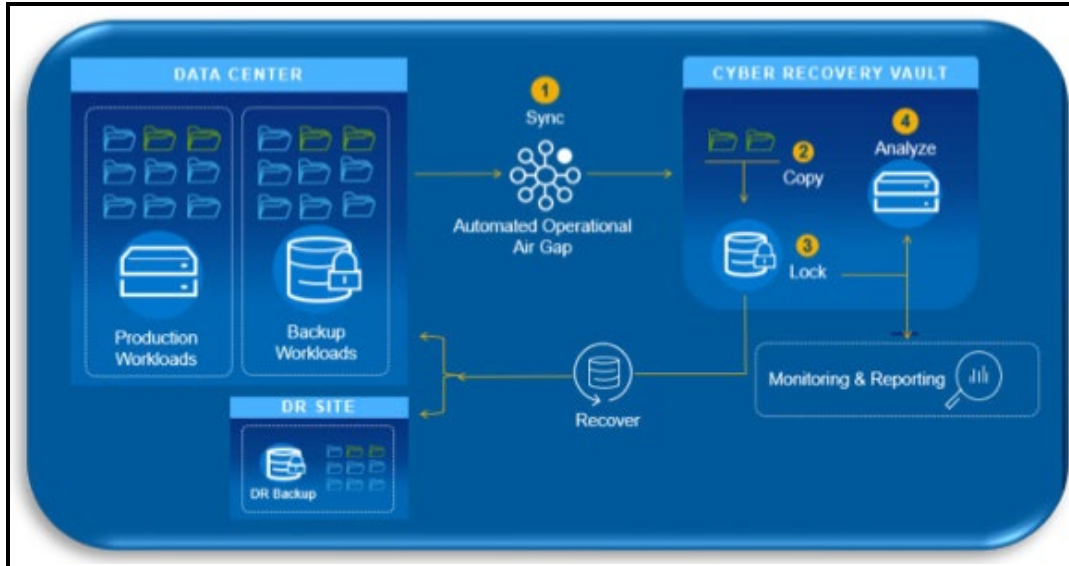 DATA CENTER
Production
Workloads
Backup
Workloads
DR SITE
DR Backup
1
Sync
Automated Operational
Air Gap
Recover
CYBER RECOVERY VAULT
2
Copy
3
Lock
4
Analyze
Monitoring & Reporting